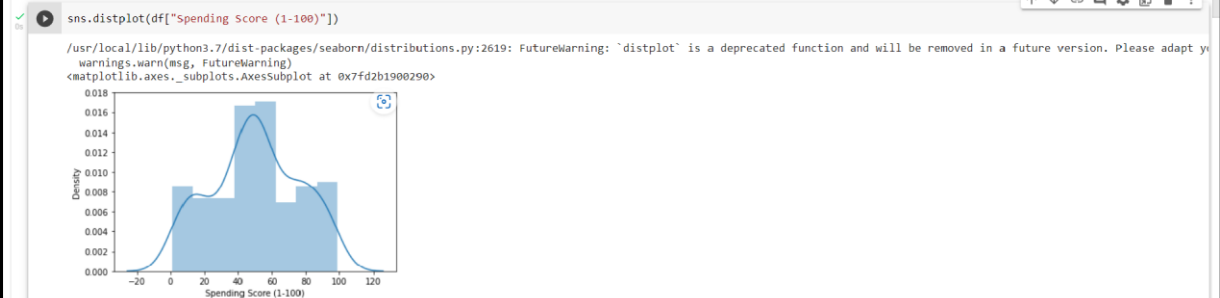 sns.distplot(df["Spending Score (1-100)"])
0s
/usr/local/lib/python3.7/dist-packages/seaborn/distributions.py:2619: FutureWarning: `distplot` is a deprecated function and will be removed in a future version. Please adapt
warnings.warn(msg, FutureWarning)
<matplotlib.axes._subplots.AxesSubplot at 0x7fd2b1900290>
0.018
0.016
0.014
0.012
0.010
0.008
0.006
0.004
0.002
0.000
Density
−20 0 20 40 60 80 100 120
Spending Score (1-100)